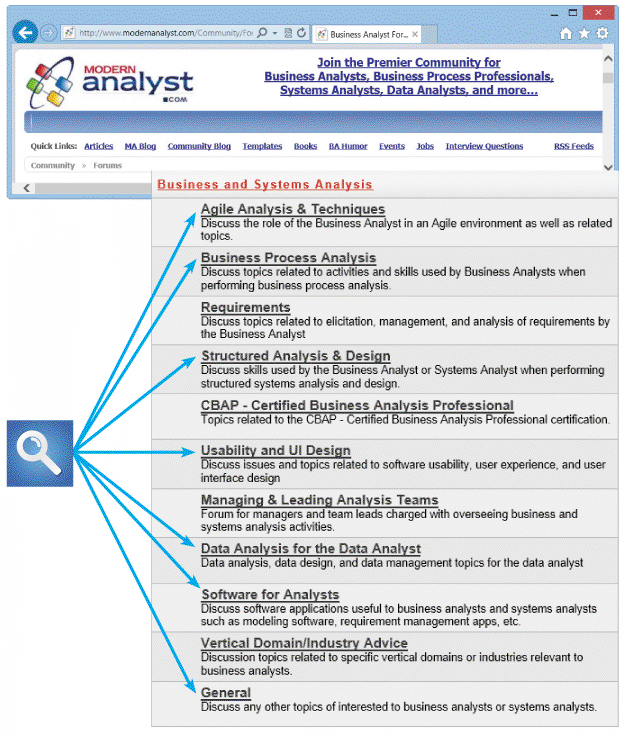 http://www.modernanalyst.com/Community/For
Business Analyst For...
MODERN
analyst
.COM
Join the Premier Community for
Business Analysts, Business Process Professionals,
Systems Analysts, Data Analysts, and more...
Quick Links: Articles MA Blog Community Blog Templates Books BA Humor Events Jobs Interview Questions RSS Feeds
Community » Forums
Business and Systems Analysis
Agile Analysis & Techniques
Discuss the role of the Business Analyst in an Agile environment as well as related
topics.
Business Process Analysis
Discuss topics related to activities and skills used by Business Analysts when
performing business process analysis.
Requirements
Discuss topics related to elicitation, management, and analysis of requirements by
the Business Analyst
Structured Analysis & Design
Discuss skills used by the Business Analyst or Systems Analyst when performing
structured systems analysis and design.
CBAP - Certified Business Analysis Professional
Topics related to the CBAP - Certified Business Analysis Professional certification.
Usability and UI Design
Discuss issues and topics related to software usability, user experience, and user
interface design
Managing & Leading Analysis Teams
Forum for managers and team leads charged with overseeing business and
systems analysis activities.
Data Analysis for the Data Analyst
Data analysis, data design, and data management topics for the data analyst
Software for Analysts
Discuss software applications useful to business analysts and systems analysts
such as modeling software, requirement management apps, etc.
Vertical Domain/Industry Advice
Discussion topics related to specific vertical domains or industries relevant to
business analysts.
General
Discuss any other topics of interested to business analysts or systems analysts.